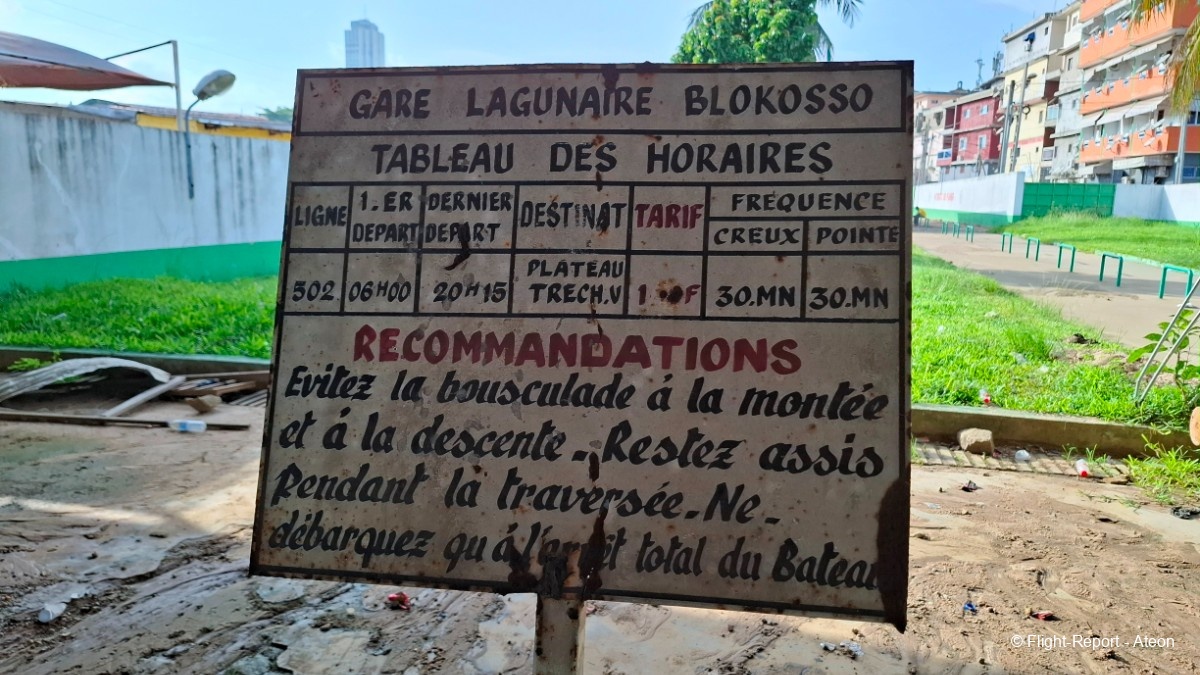 GARE LAGUNAIRE BLOKOSSO
TABLEAU DES HORAIRES
LIGNE 1.ER DEPART DERNIER DEPART DESTINAT TARIF FREQUENCE CREUX POINTE
502 06H00 20H15 PLATEAU TRECH.V F 30.MN 30.MN
RECOMMANDATIONS
Evitez la bousculade á la montée
et á la descente - Restez assis
Pendant la traversée. Ne -
débarquez qu á l'arrêt total du Bateau
© Flight-Report - Ateon